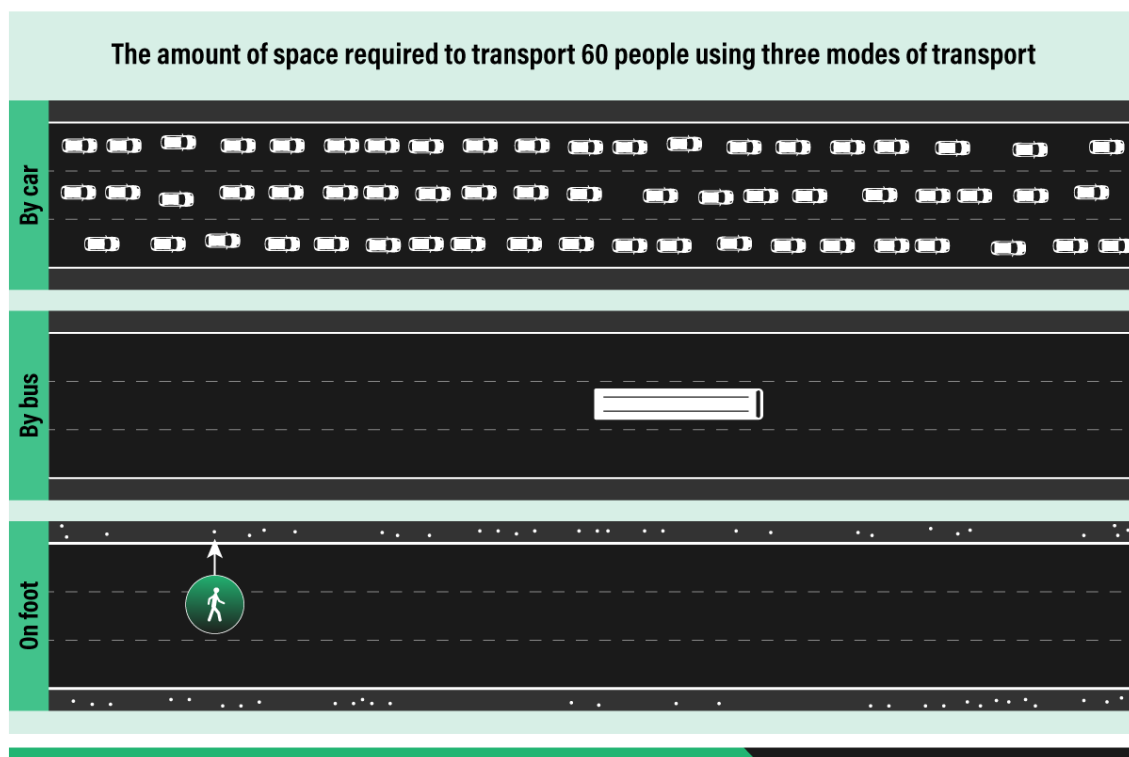 The amount of space required to transport 60 people using three modes of transport
By car
By bus
On foot